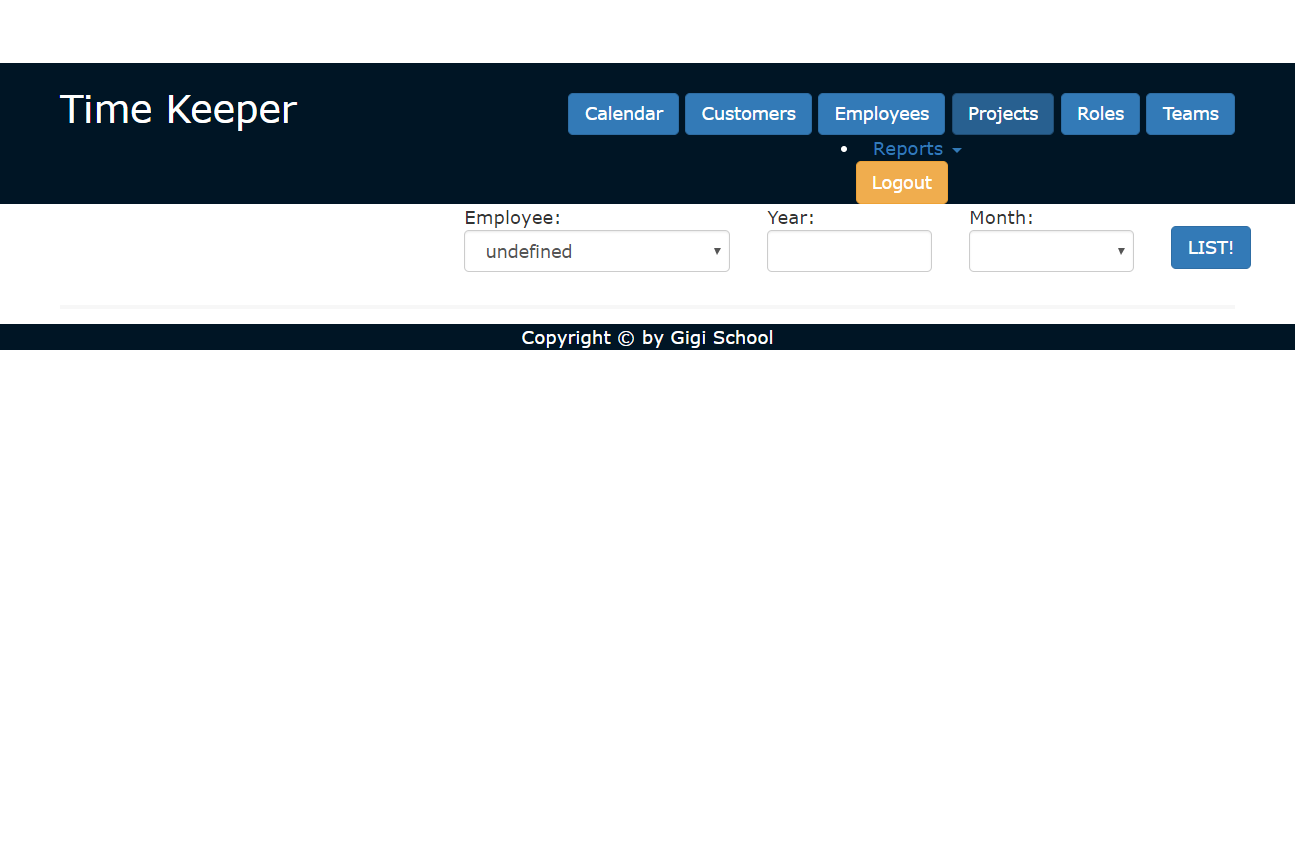 Time Keeper
Calendar Customers Employees Projects Roles Teams
Reports
Logout
Employee: Year: Month:
undefined LIST!
Copyright © by Gigi School